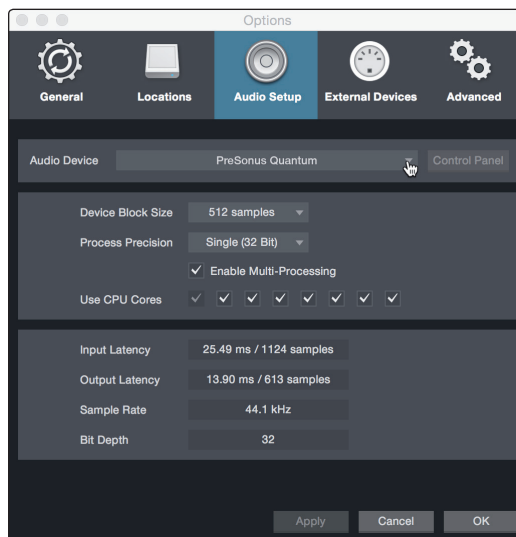 Options
General Locations Audio Setup External Devices Advanced
Audio Device PreSonus Quantum Control Panel
Device Block Size 512 samples
Process Precision Single (32 Bit)
Enable Multi-Processing
Use CPU Cores
Input Latency 25.49 ms / 1124 samples
Output Latency 13.90 ms / 613 samples
Sample Rate 44.1 kHz
Bit Depth 32
Apply Cancel OK